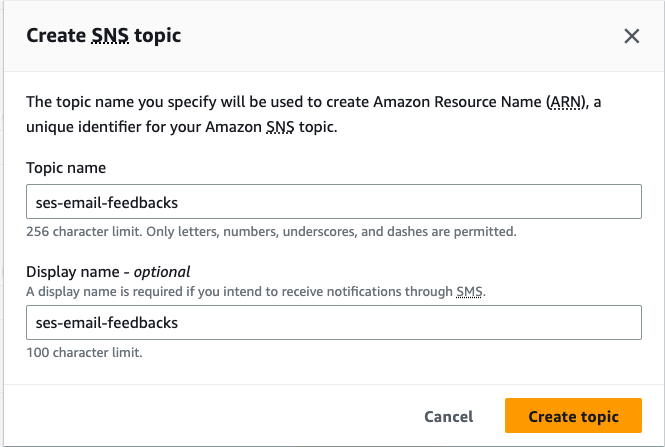 Create SNS topic
The topic name you specify will be used to create Amazon Resource Name (ARN), a
unique identifier for your Amazon SNS topic.
Topic name
ses-email-feedbacks
256 character limit. Only letters, numbers, underscores, and dashes are permitted.
Display name - optional
A display name is required if you intend to receive notifications through SMS.
ses-email-feedbacks
100 character limit.
Cancel
Create topic